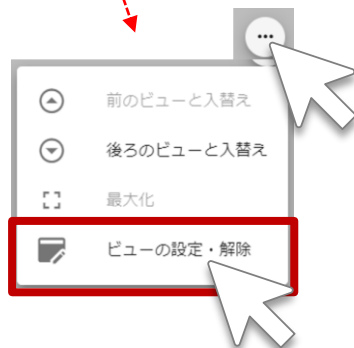 前のビューと入替え
後ろのビューと入替え
最大化
ビューの設定・解除